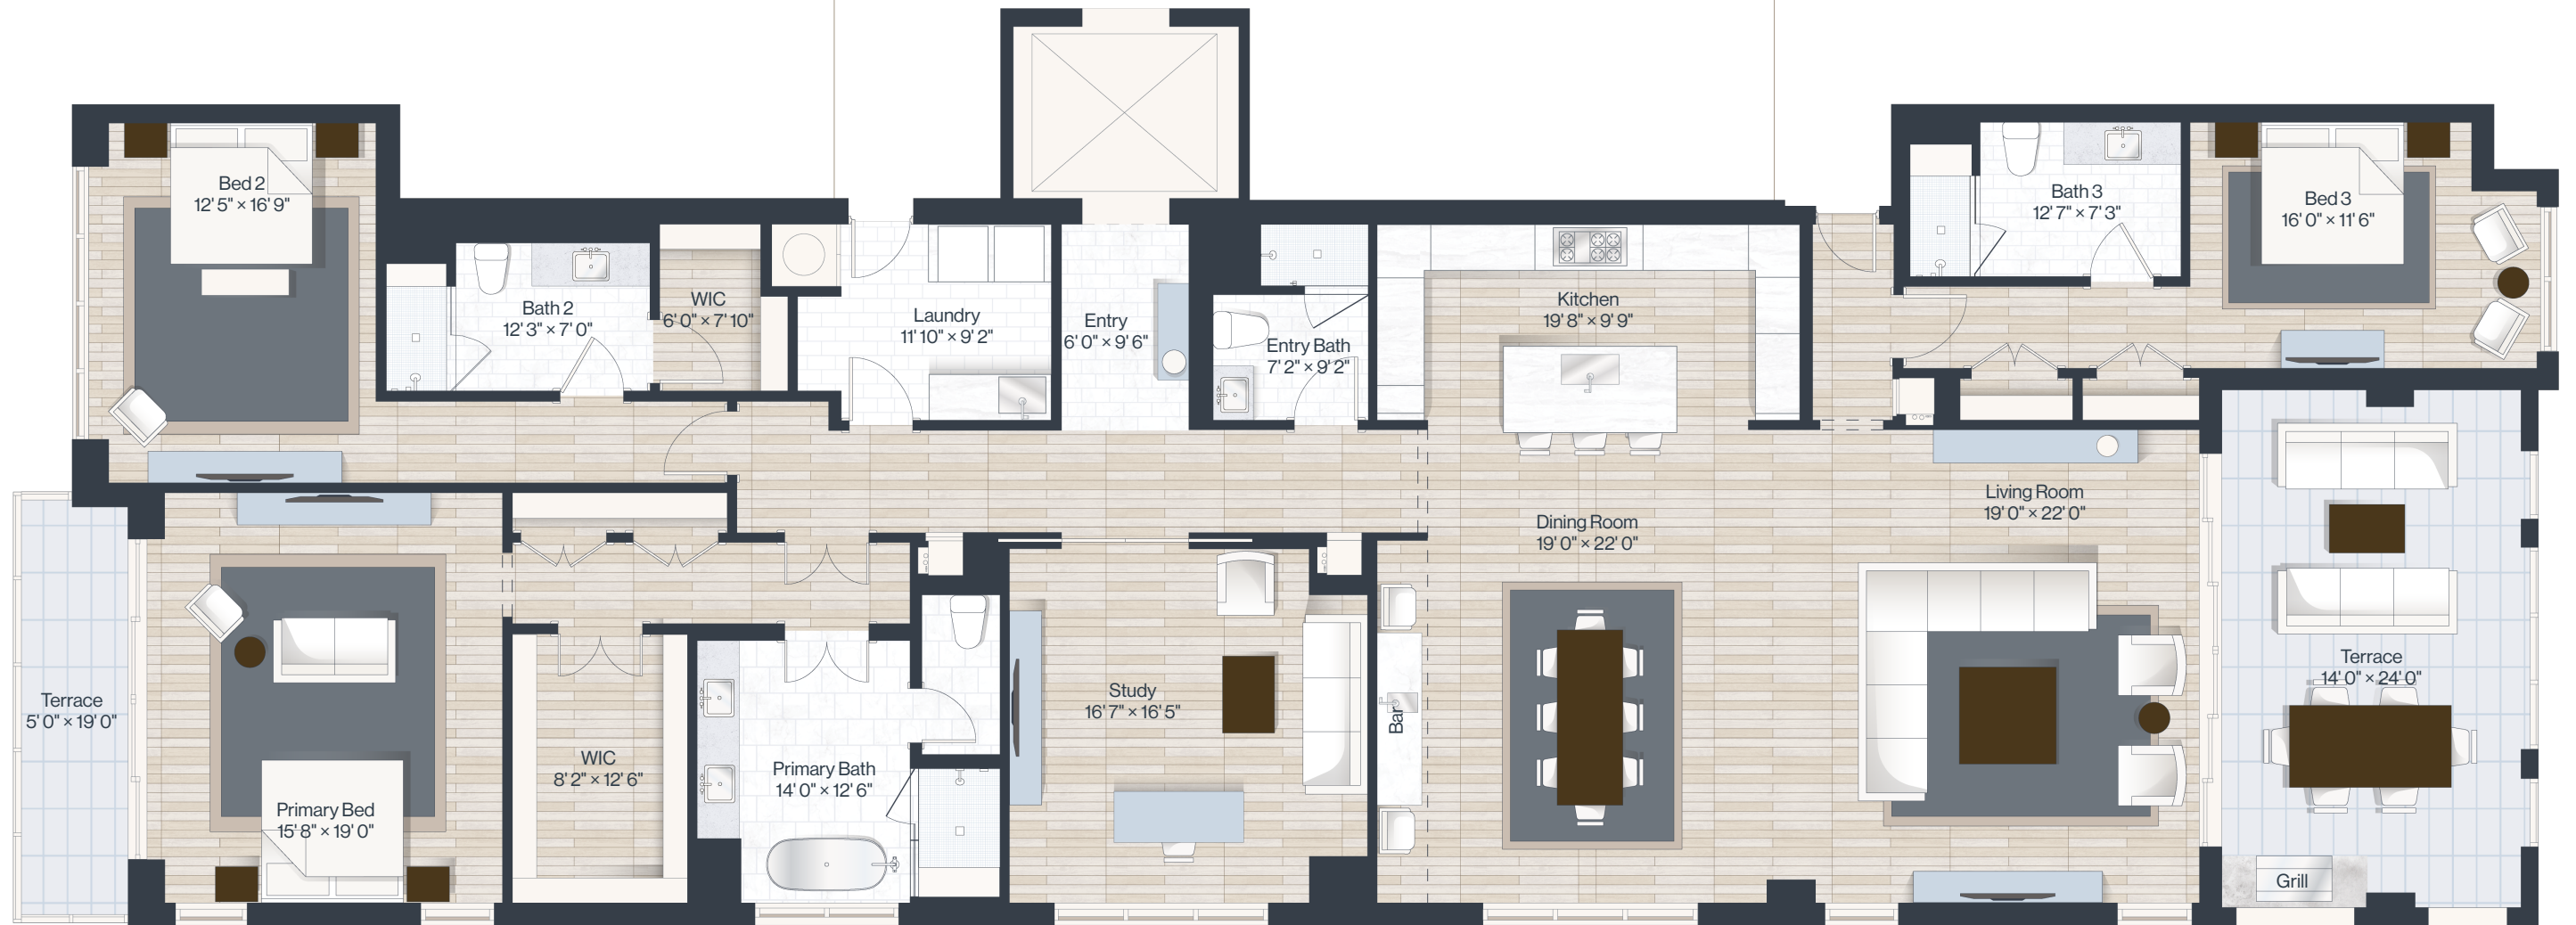 Bed 2
12' 5" × 16' 9"
Bath 2
12' 3" × 7' 0"
WIC
6' 0" × 7' 10"
Laundry
11' 10" × 9' 2"
Entry
6' 0" × 9' 6"
Entry Bath
7' 2" × 9' 2"
Kitchen
19' 8" × 9' 9"
Bath 3
12' 7" × 7' 3"
Bed 3
16' 0" × 11' 6"
Living Room
19' 0" × 22' 0"
Dining Room
19' 0" × 22' 0"
Terrace
14' 0" × 24' 0"
Terrace
5' 0" × 19' 0"
Primary Bed
15' 8" × 19' 0"
WIC
8' 2" × 12' 6"
Primary Bath
14' 0" × 12' 6"
Study
16' 7" × 16' 5"
Bar
Grill